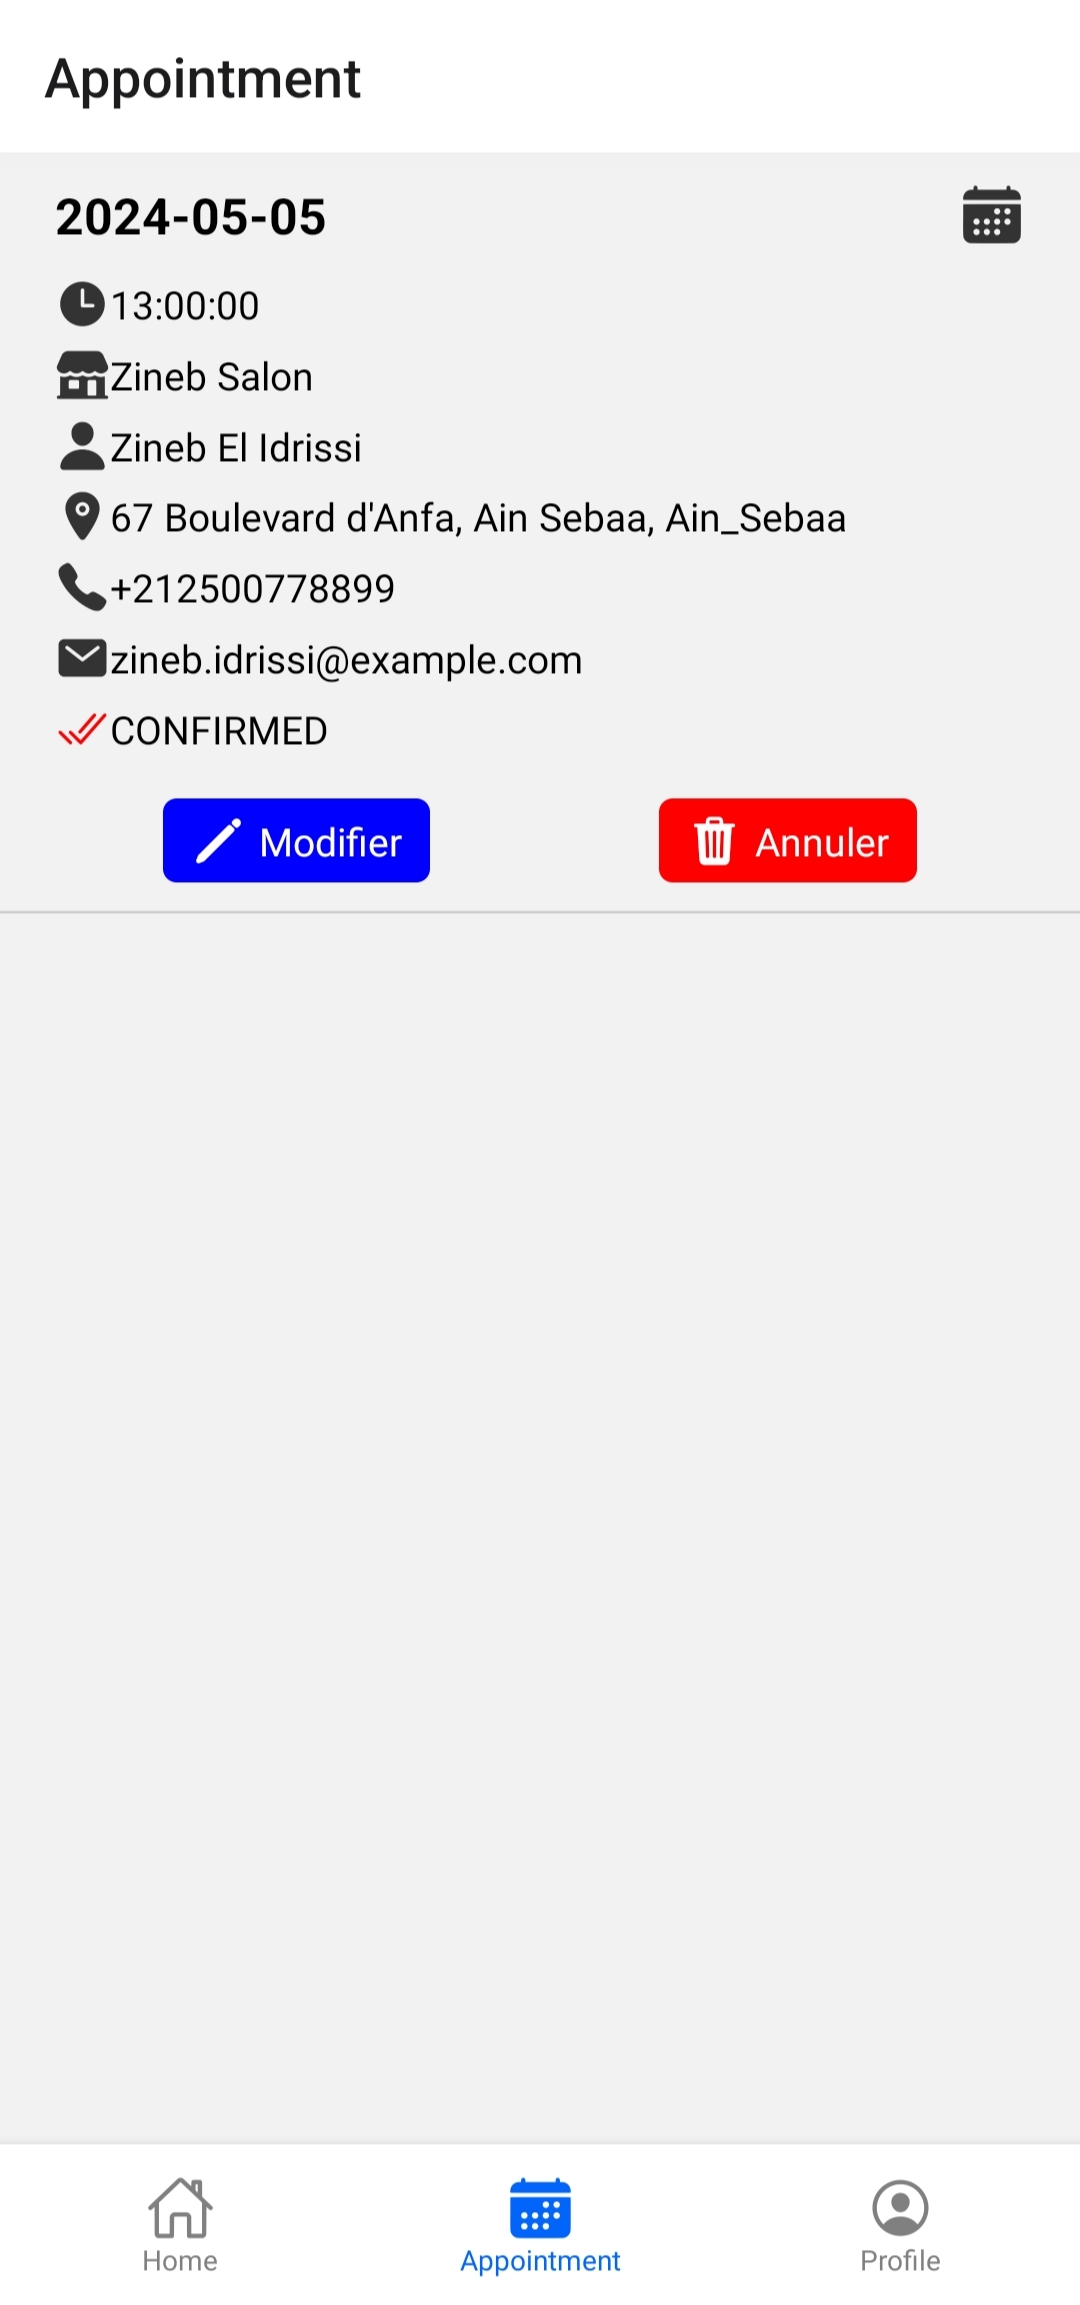 Appointment
2024-05-05
13:00:00
Zineb Salon
Zineb El Idrissi
67 Boulevard d'Anfa, Ain Sebaa, Ain_Sebaa
+212500778899
zineb.idrissi@example.com
CONFIRMED
Modifier
Annuler
Home
Appointment
Profile